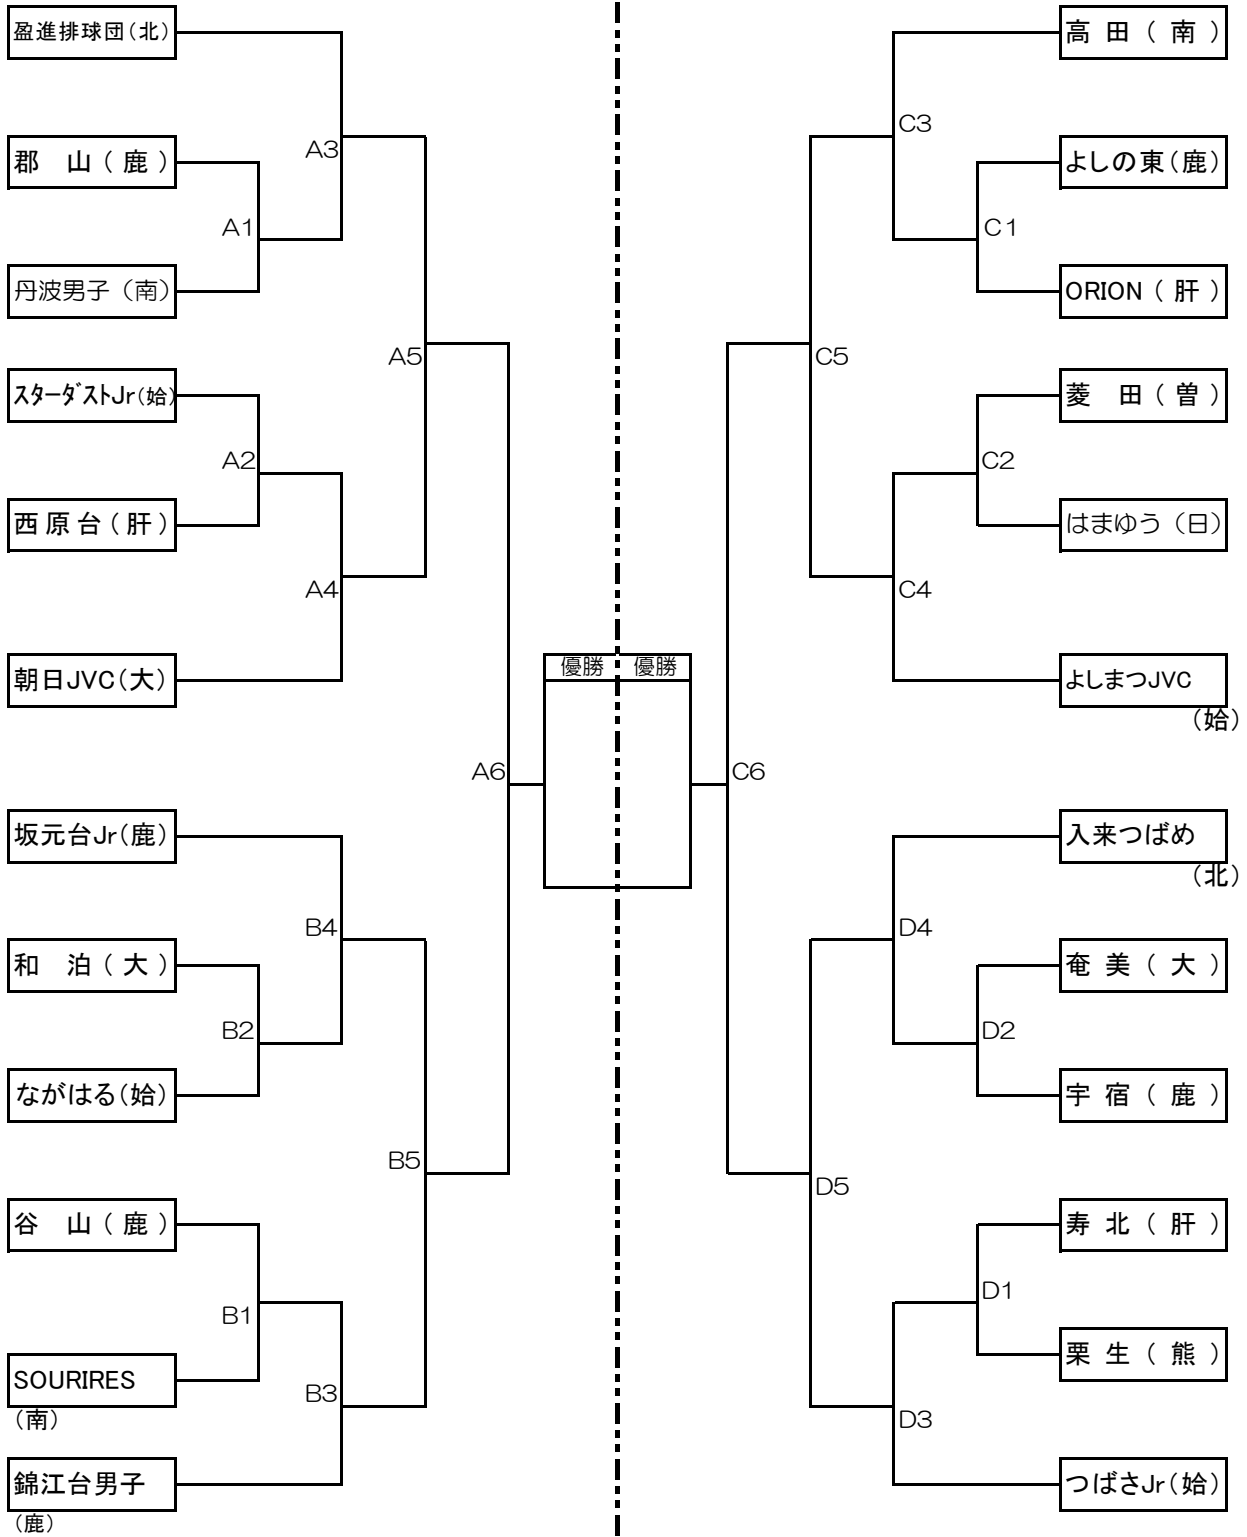 盈進排球団(北)
郡　山(鹿)
丹波男子(南)
ｽﾀｰﾀﾞｽﾄJr(姶)
西原台(肝)
朝日JVC(大)
坂元台Jr(鹿)
和　泊(大)
ながはる(姶)
谷　山(鹿)
SOURIRES
(南)
錦江台男子
(鹿)
A3
A1
A5
A2
A4
A6
B4
B2
B5
B1
B3
優勝
優勝
C3
C1
C5
C2
C4
C6
D4
D2
D5
D1
D3
高田(南)
よしの東(鹿)
ORION(肝)
菱　田(曽)
はまゆう(日)
よしまつJVC
(姶)
入来つばめ
(北)
奄美(大)
宇宿(鹿)
寿北(肝)
栗生(熊)
つばさJr(姶)